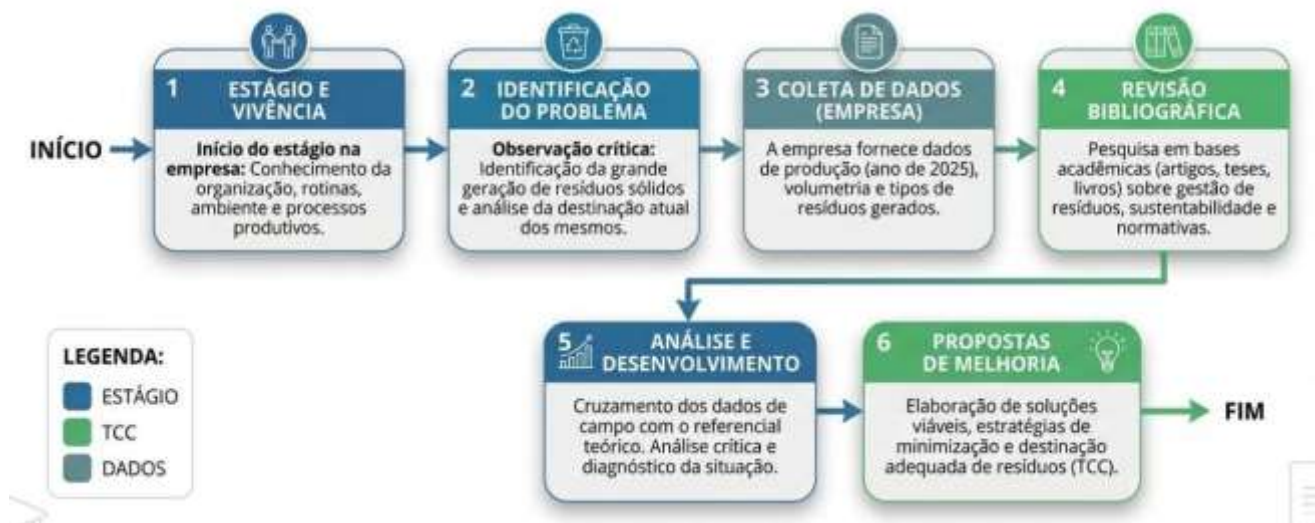 1 ESTÁGIO E
VIVÊNCIA
2 IDENTIFICAÇÃO
DO PROBLEMA
3 COLETA DE DADOS
(EMPRESA)
4 REVISÃO
BIBLIOGRÁFICA
INÍCIO
Início do estágio na
empresa: Conhecimento
da organização, rotinas,
ambiente e processos
produtivos.
Observação crítica:
Identificação da grande
geração de resíduos sólidos
e análise da destinação atual
dos mesmos.
A empresa fornece dados
de produção (ano de 2025),
volumetria e tipos de
resíduos gerados.
Pesquisa em bases
acadêmicas (artigos, teses,
livros) sobre gestão de
resíduos, sustentabilidade e
normativas.
5 ANÁLISE E
DESENVOLVIMENTO
Cruzamento dos dados de
campo com o referencial
teórico. Análise crítica e
diagnóstico da situação.
6 PROPOSTAS
DE MELHORIA
Elaboração de soluções
viáveis, estratégias de
minimização e destinação
adequada de resíduos (TCC).
FIM
LEGENDA:
ESTÁGIO
TCC
DADOS